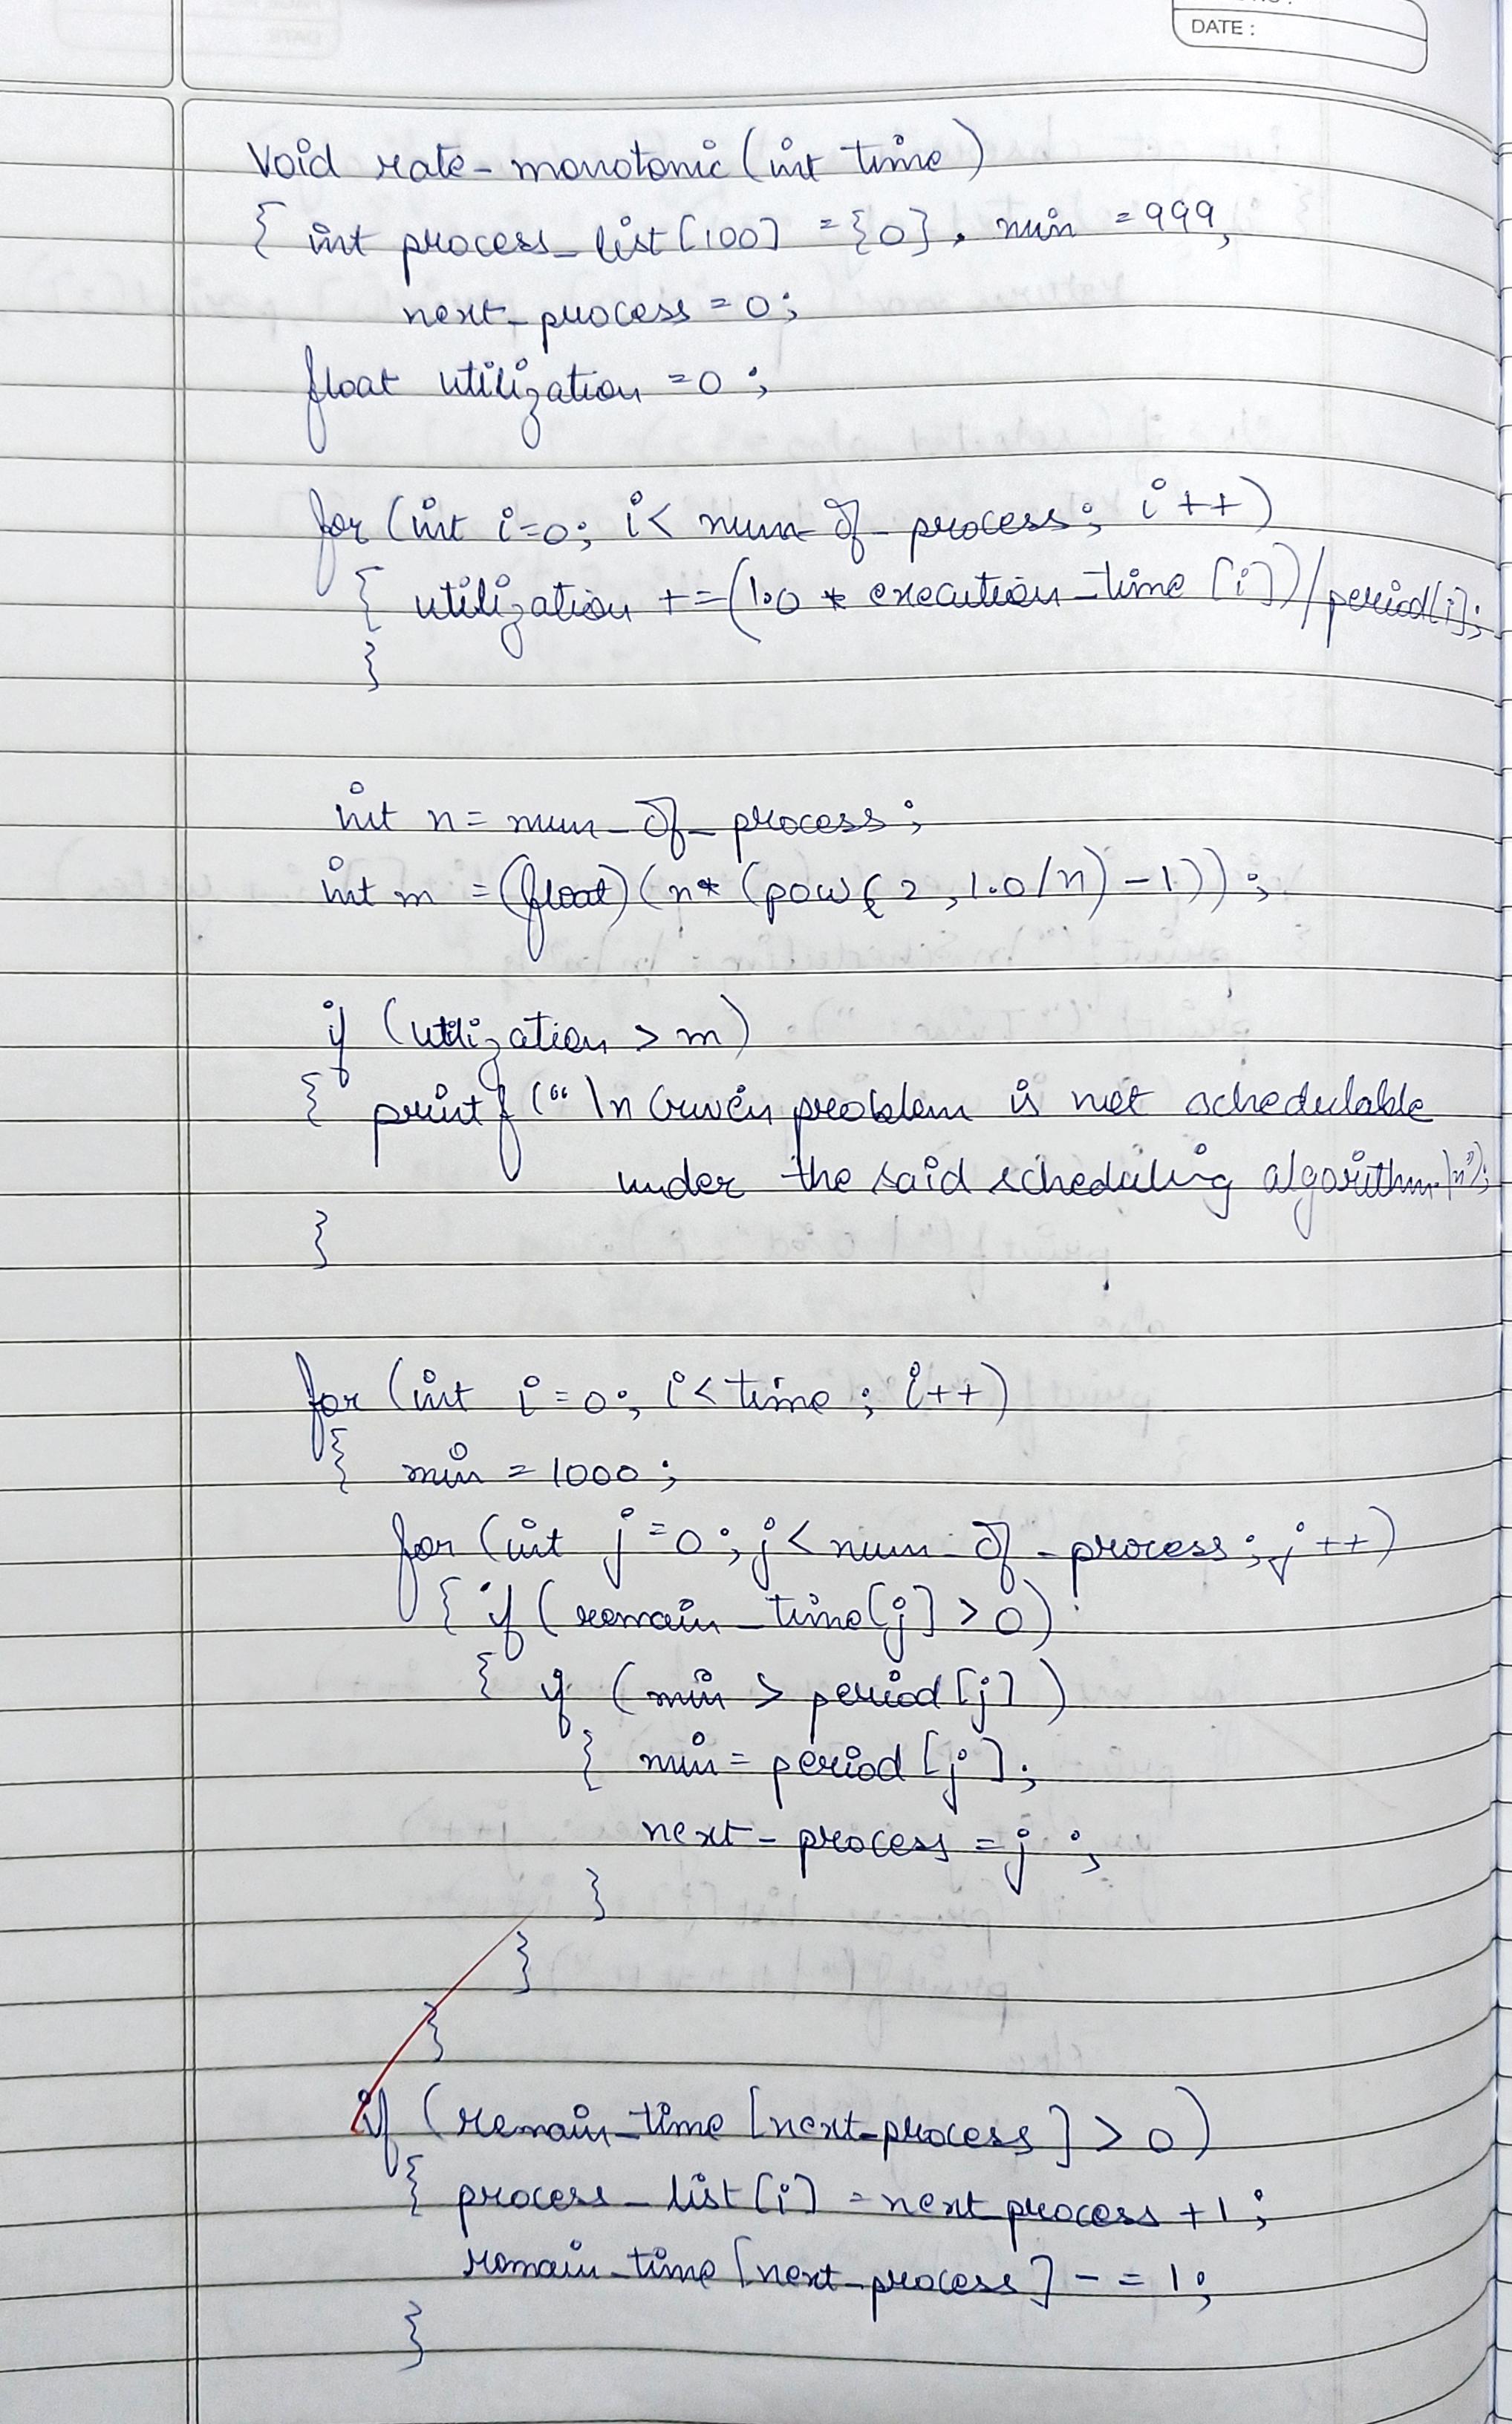 DATE :
Void rate-monotonic (int time)
{ int process_list[100] = {0}, min = 999,
next_process = 0;
float utilization = 0;
for (int i=0; i< num_of_process; i++)
{ utilization += (1.0 * execution_time [i])/period[i];
}
int n = num_of_process;
int m = (float) (n* (pow(2, 1.0/n) - 1));
if (utilization > m)
{ printf ("\n Given problem is not schedulable
under the said scheduling algorithm\n");
}
for (int i=0; i<time; i++)
{ min = 1000;
for (int j=0; j< num_of_process; j++)
{ if (remain_time[j] > 0)
{ if (min > period [j])
{ min = period [j];
next_process = j;
}
}
}
if (remain_time [next_process] > 0)
{ process_list[i] = next_process + 1;
remain_time [next_process] -= 1;
}